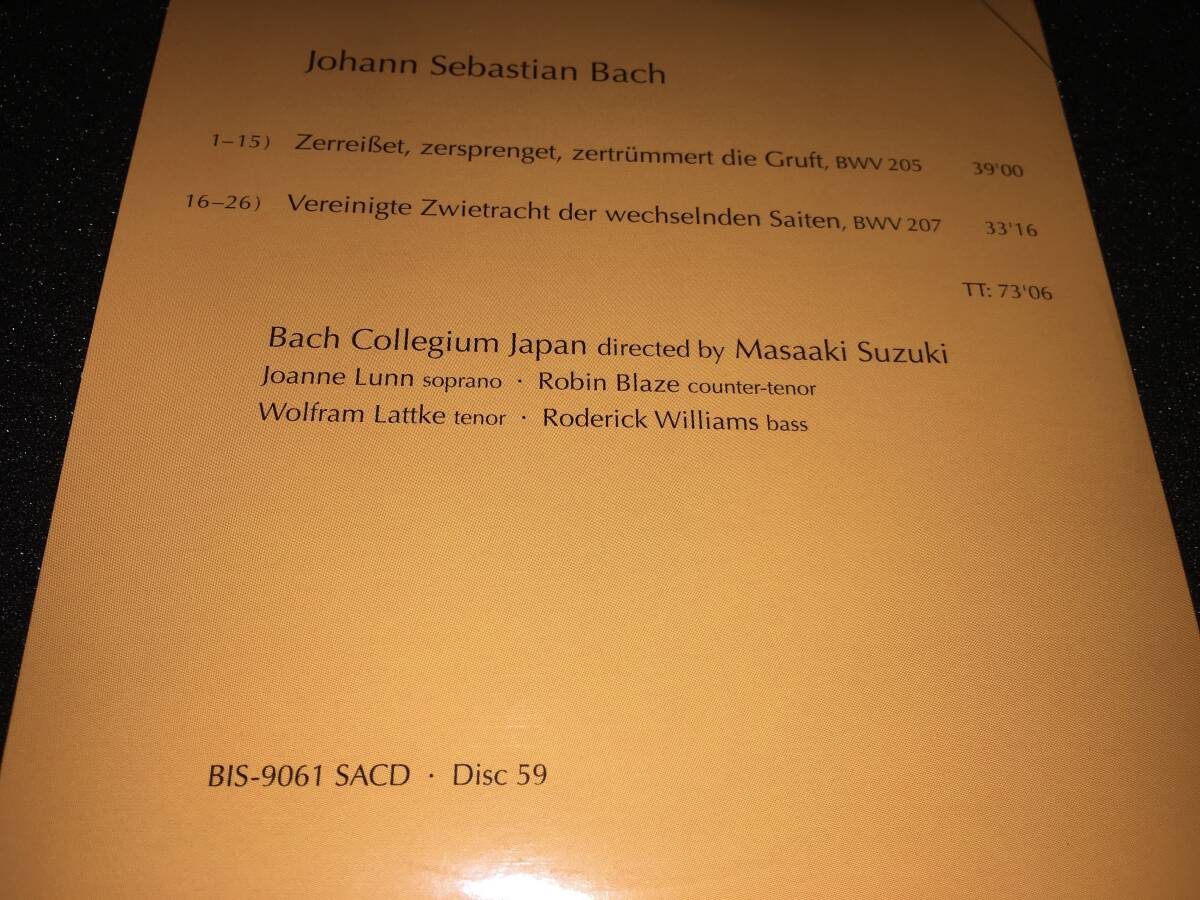 Johann Sebastian Bach
1–15) Zerreißet, zersprenget, zertrümmert die Gruft, BWV 205 39'00
16–26) Vereinigte Zwietracht der wechselnden Saiten, BWV 207 33'16
TT: 73'06
Bach Collegium Japan directed by Masaaki Suzuki
Joanne Lunn soprano · Robin Blaze counter-tenor
Wolfram Lattke tenor · Roderick Williams bass
BIS-9061 SACD · Disc 59